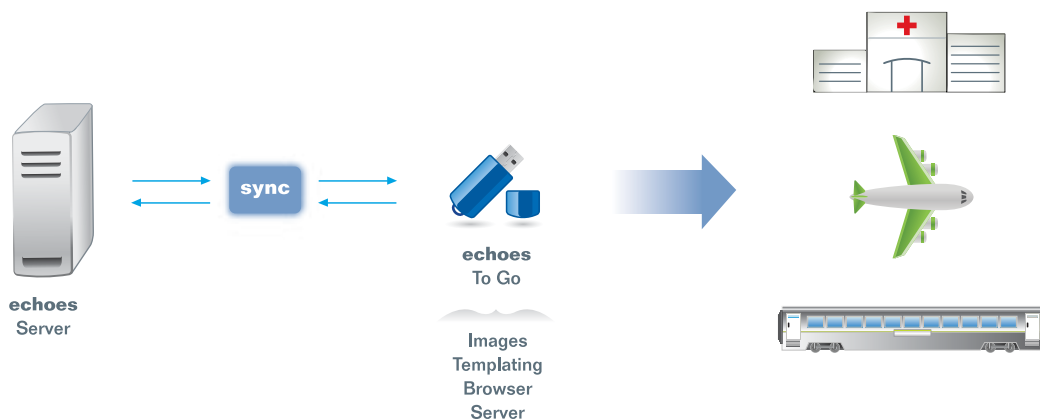 sync
echoes
Server
echoes
To Go
Images
Templating
Browser
Server